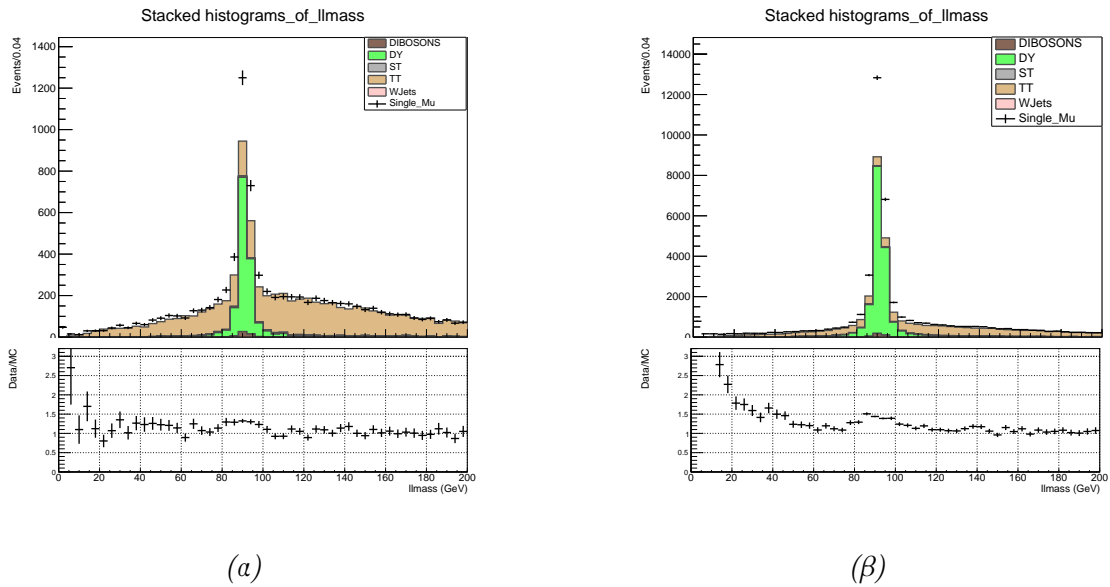 Stacked histograms_of_llmass
Events/0.04
1400
1200
1000
800
600
400
200
0
DIBOSONS
DY
ST
TT
WJets
Single_Mu
Data/MC
3
2.5
2
1.5
1
0.5
0
0 20 40 60 80 100 120 140 160 180 200
llmass (GeV)
(α)
Stacked histograms_of_llmass
Events/0.04
14000
12000
10000
8000
6000
4000
2000
0
DIBOSONS
DY
ST
TT
WJets
Single_Mu
Data/MC
3
2.5
2
1.5
1
0.5
0
0 20 40 60 80 100 120 140 160 180 200
llmass (GeV)
(β)